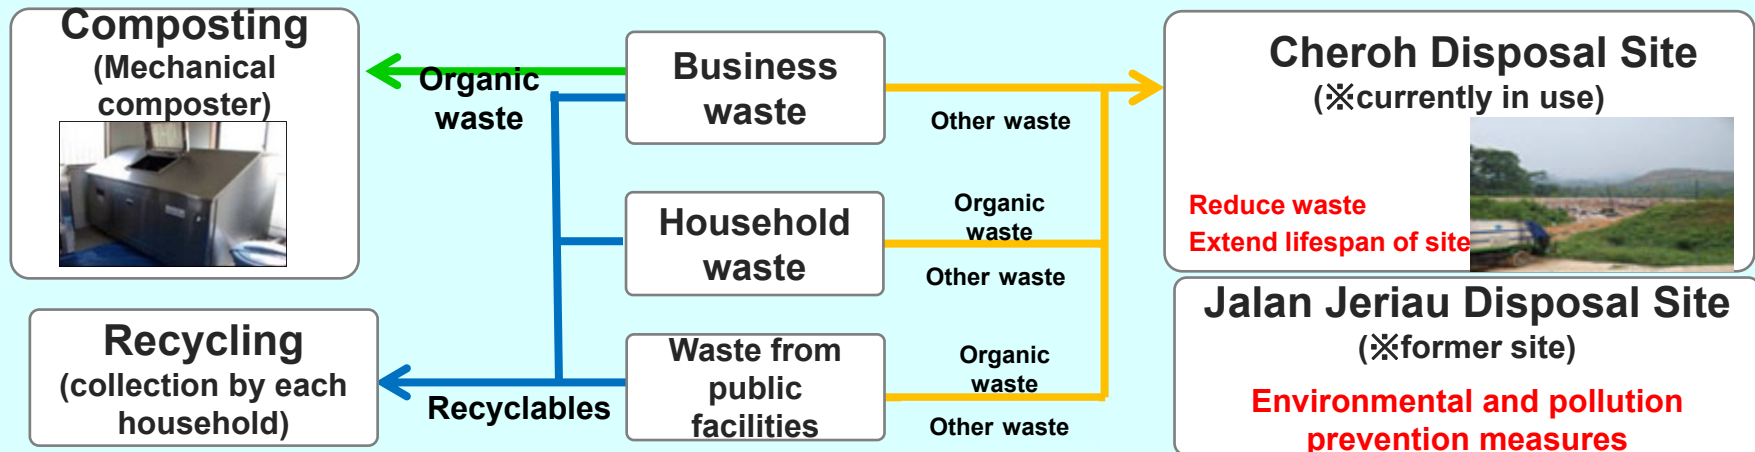 Composting
(Mechanical
composter)
Organic
waste
Business
waste
Other waste
Cheroh Disposal Site
(※currently in use)
Reduce waste
Extend lifespan of site
Household
waste
Organic
waste
Other waste
Recycling
(collection by each
household)
Recyclables
Waste from
public
facilities
Organic
waste
Other waste
Jalan Jeriau Disposal Site
(※former site)
Environmental and pollution
prevention measures